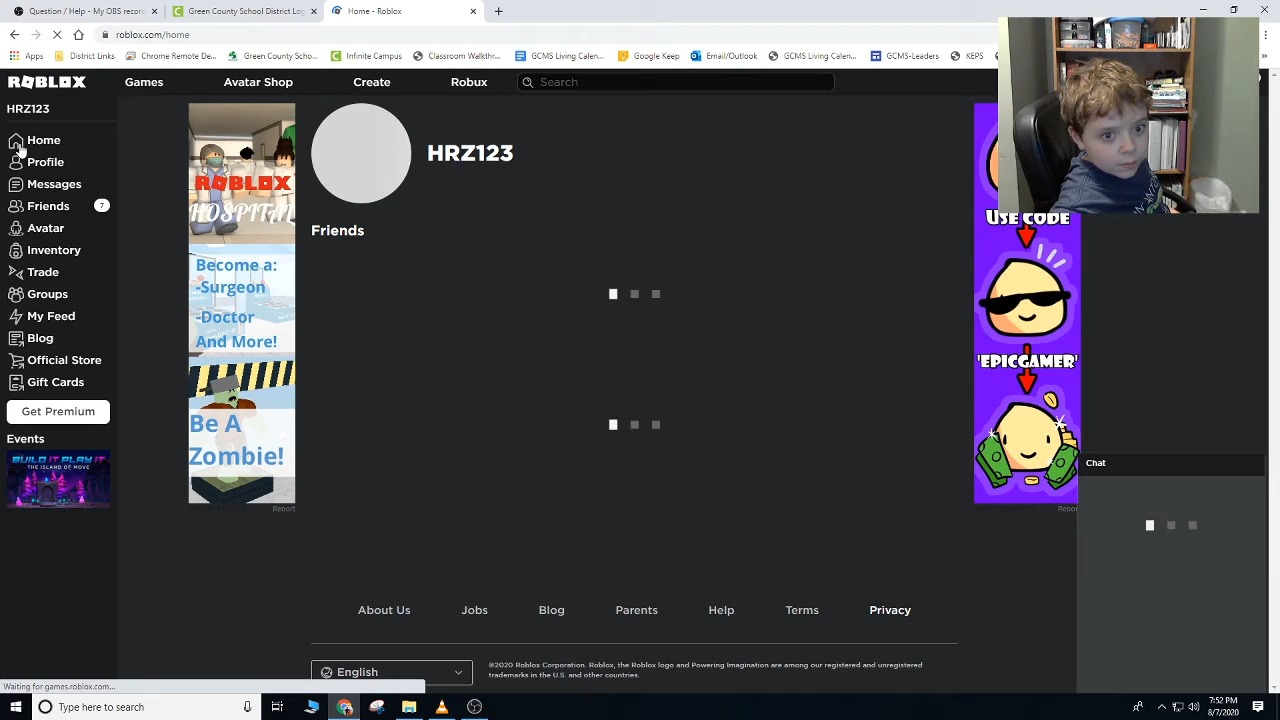 Question / Help - My OBS record
Green County School District Log
Home - Roblox
roblox.com/home
Apps
District Links
Chrome Remote De...
Green County Scho...
Infinite Campus
Classroom Walkthr...
GCMS Living Calen...
Google Keep
Email/Outlook
GCMS Living Calen...
GCMS-Leaders
KEPS
ROBLOX
Games
Avatar Shop
Create
Robux
Search
HRZ123
Home
Profile
Messages
Friends
7
Avatar
Inventory
Trade
Groups
My Feed
Blog
Official Store
Gift Cards
Get Premium
Events
BUILD IT PLAY IT
THE ISLAND OF MOVE
ROBLOX
HOSPITAL
Become a:
-Surgeon
-Doctor
And More!
Be A
Zombie!
Report
HRZ123
Friends
USE CODE
'EPICGAMER'
Report
Chat
About Us
Jobs
Blog
Parents
Help
Terms
Privacy
English
©2020 Roblox Corporation. Roblox, the Roblox logo and Powering Imagination are among our registered and unregistered
trademarks in the U.S. and other countries.
Waiting for games.roblox.com...
Type here to search
7:52 PM
8/7/2020